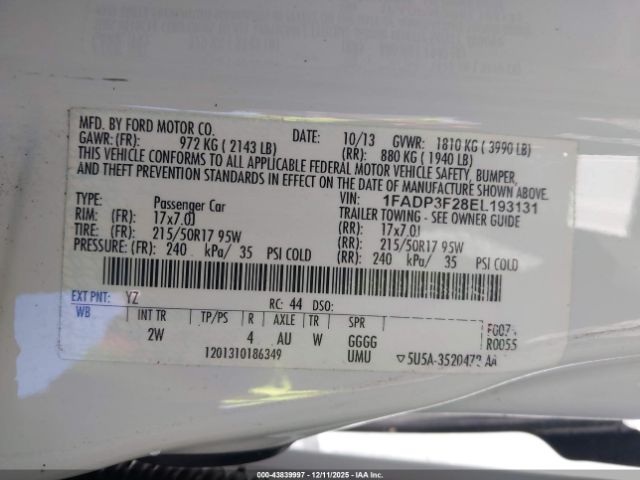 MFD. BY FORD MOTOR CO. DATE: 10/13 GVWR: 1810 KG ( 3990 LB)
GAWR: (FR): 972 KG ( 2143 LB) (RR): 880 KG ( 1940 LB)
THIS VEHICLE CONFORMS TO ALL APPLICABLE FEDERAL MOTOR VEHICLE SAFETY, BUMPER,
AND THEFT PREVENTION STANDARDS IN EFFECT ON THE DATE OF MANUFACTURE SHOWN ABOVE.
VIN: 1FADP3F28EL193131
TYPE: Passenger Car TRAILER TOWING - SEE OWNER GUIDE
RIM: (FR): 17x7.0J (RR): 17x7.0J
TIRE: (FR): 215/50R17 95W (RR): 215/50R17 95W
PRESSURE: (FR): 240 kPa/ 35 PSI COLD (RR): 240 kPa/ 35 PSI COLD
EXT PNT: YZ RC: 44 DSO:
WB INT TR TP/PS R AXLE TR SPR
2W 4 AU W GGGG R0055
1201310186349 UMU ▽5U5A-3520472 AA
000-43839997 - 12/11/2025 - IAA, Inc.